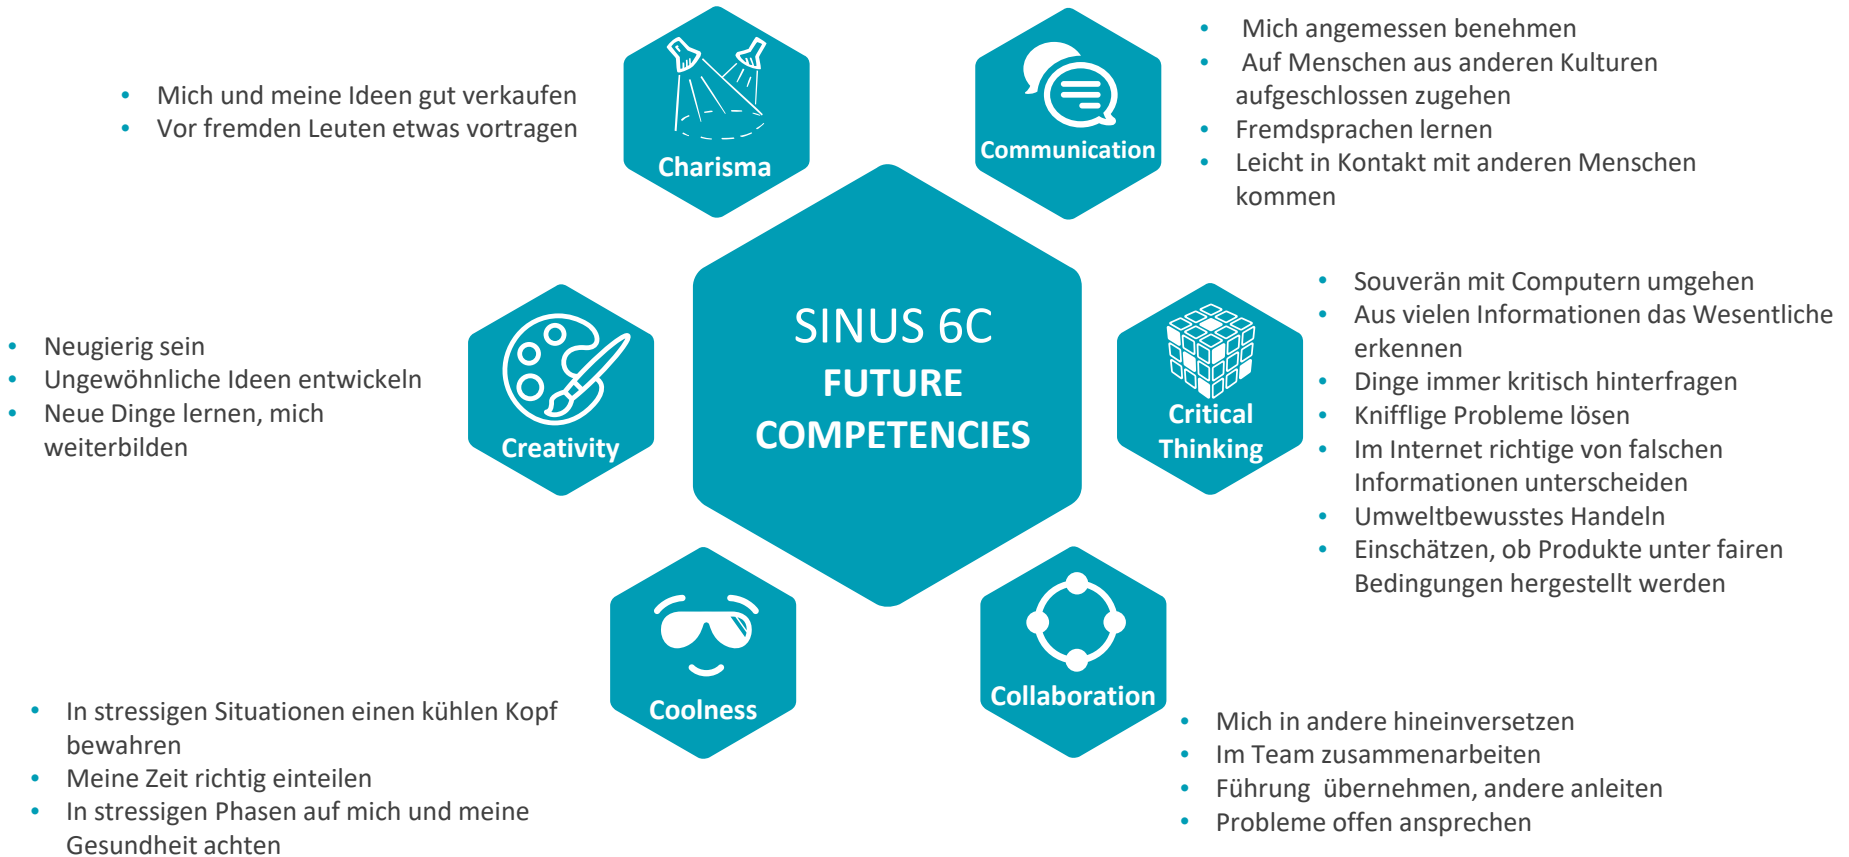 • Mich und meine Ideen gut verkaufen
• Vor fremden Leuten etwas vortragen
Charisma
Communication
• Mich angemessen benehmen
• Auf Menschen aus anderen Kulturen
aufgeschlossen zugehen
• Fremdsprachen lernen
• Leicht in Kontakt mit anderen Menschen
kommen
• Neugierig sein
• Ungewöhnliche Ideen entwickeln
• Neue Dinge lernen, mich
weiterbilden
Creativity
SINUS 6C
FUTURE
COMPETENCIES
Critical
Thinking
• Souverän mit Computern umgehen
• Aus vielen Informationen das Wesentliche
erkennen
• Dinge immer kritisch hinterfragen
• Knifflige Probleme lösen
• Im Internet richtige von falschen
Informationen unterscheiden
• Umweltbewusstes Handeln
• Einschätzen, ob Produkte unter fairen
Bedingungen hergestellt werden
• In stressigen Situationen einen kühlen Kopf
bewahren
• Meine Zeit richtig einteilen
• In stressigen Phasen auf mich und meine
Gesundheit achten
Coolness
Collaboration
• Mich in andere hineinversetzen
• Im Team zusammenarbeiten
• Führung  übernehmen, andere anleiten
• Probleme offen ansprechen